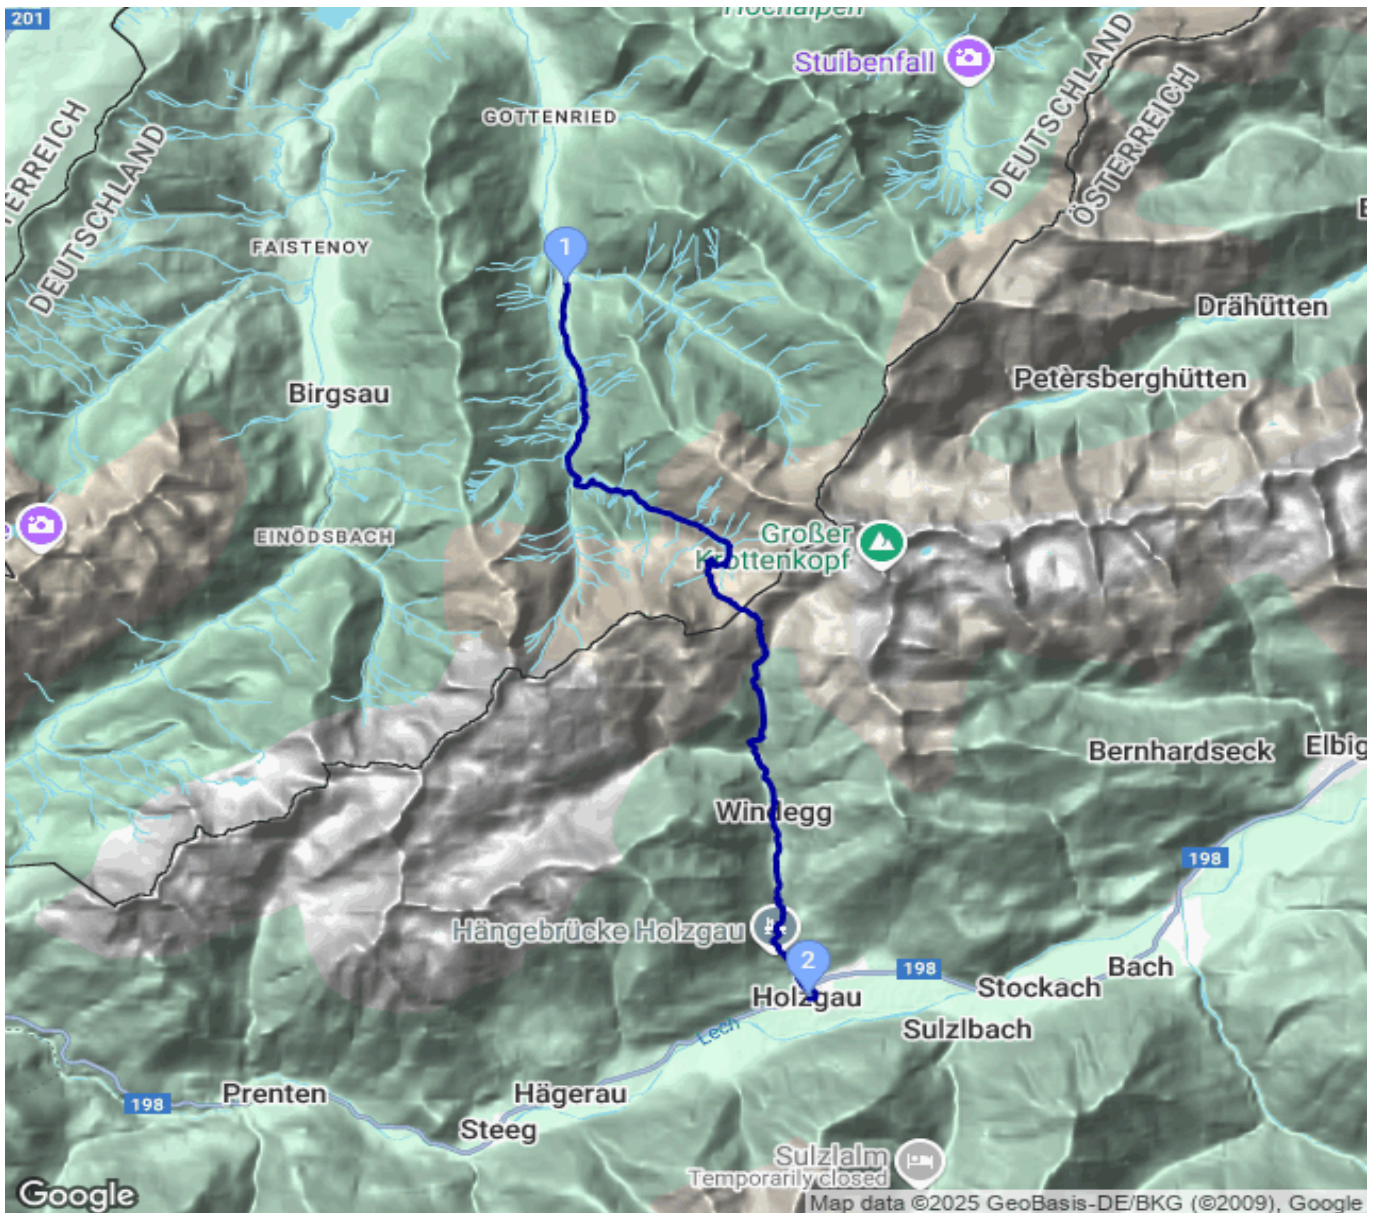 201
Hochalpen
Stuibenfall
DEUTSCHLAND
ÖSTERREICH
TERREICH
DEUTSCHLAND
GOTTENRIED
FAISTENOY
1
Drähütten
Petersberghütten
Birgsau
e
EINÖDSBACH
Großer
Krottenkopf
Bernhardseck
Elbig
Windegg
198
Hängebrücke Holzgau
2
198
Bach
Stockach
Holzgau
Sulzlbach
Lech
Prenten
Hägerau
198
Steeg
Sulzlalm
Temporarily closed
Google
Map data ©2025 GeoBasis-DE/BKG (©2009), Google